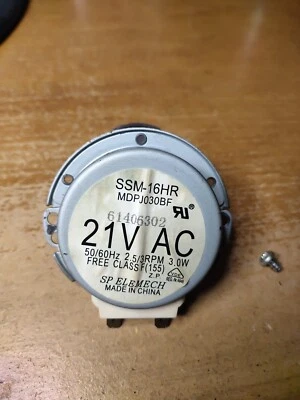 SSM-16HR
MDPJ030BF
61406302
21V AC
50/60Hz 2.5/3RPM 3.0W
FREE CLASS F(155)
Z.P.
SP ELEMECH
MADE IN CHINA